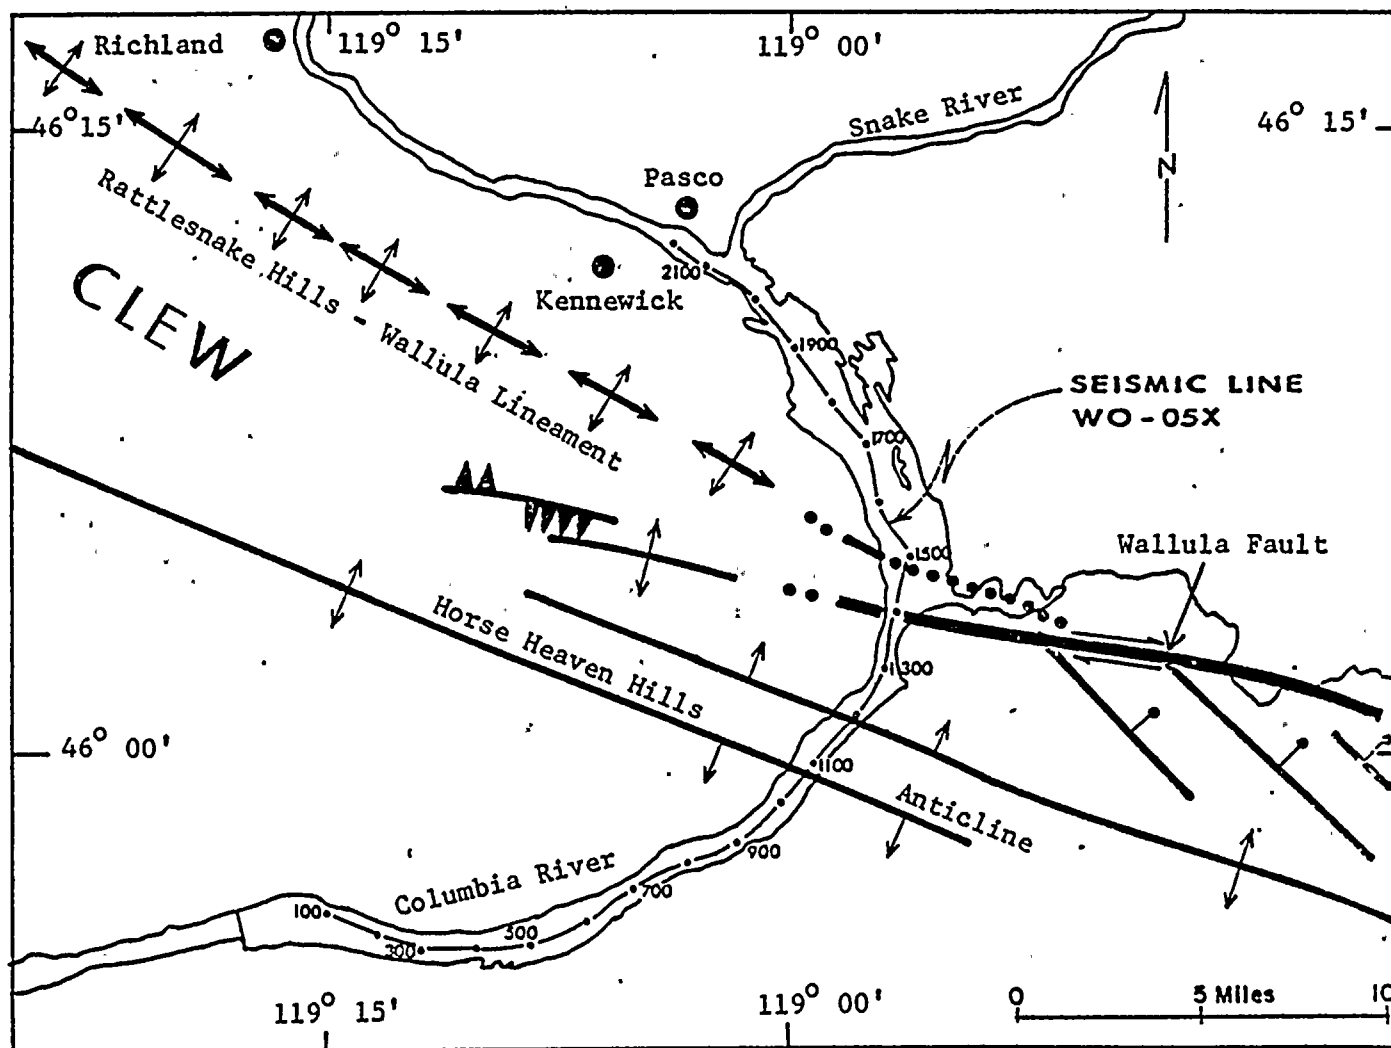 Richland
119° 15'
119° 00'
46° 15'
Snake River
46° 15'
N
Pasco
Rattlesnake Hills - Wallula Lineament
2100
Kennewick
CLEW
1900
SEISMIC LINE
WO-05X
1700
1500
Wallula Fault
Horse Heaven Hills
1300
46° 00'
1100
Anticline
900
Columbia River
700
100
300
500
119° 15'
119° 00'
0 5 Miles 10